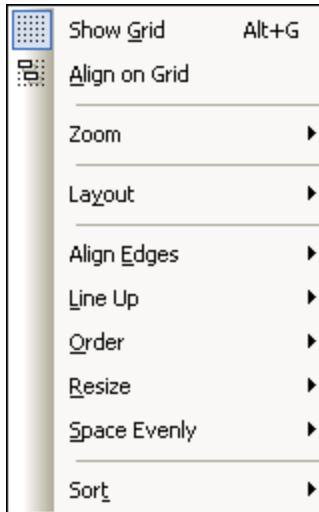 Show Grid Alt+G
Align on Grid
Zoom
Layout
Align Edges
Line Up
Order
Resize
Space Evenly
Sort